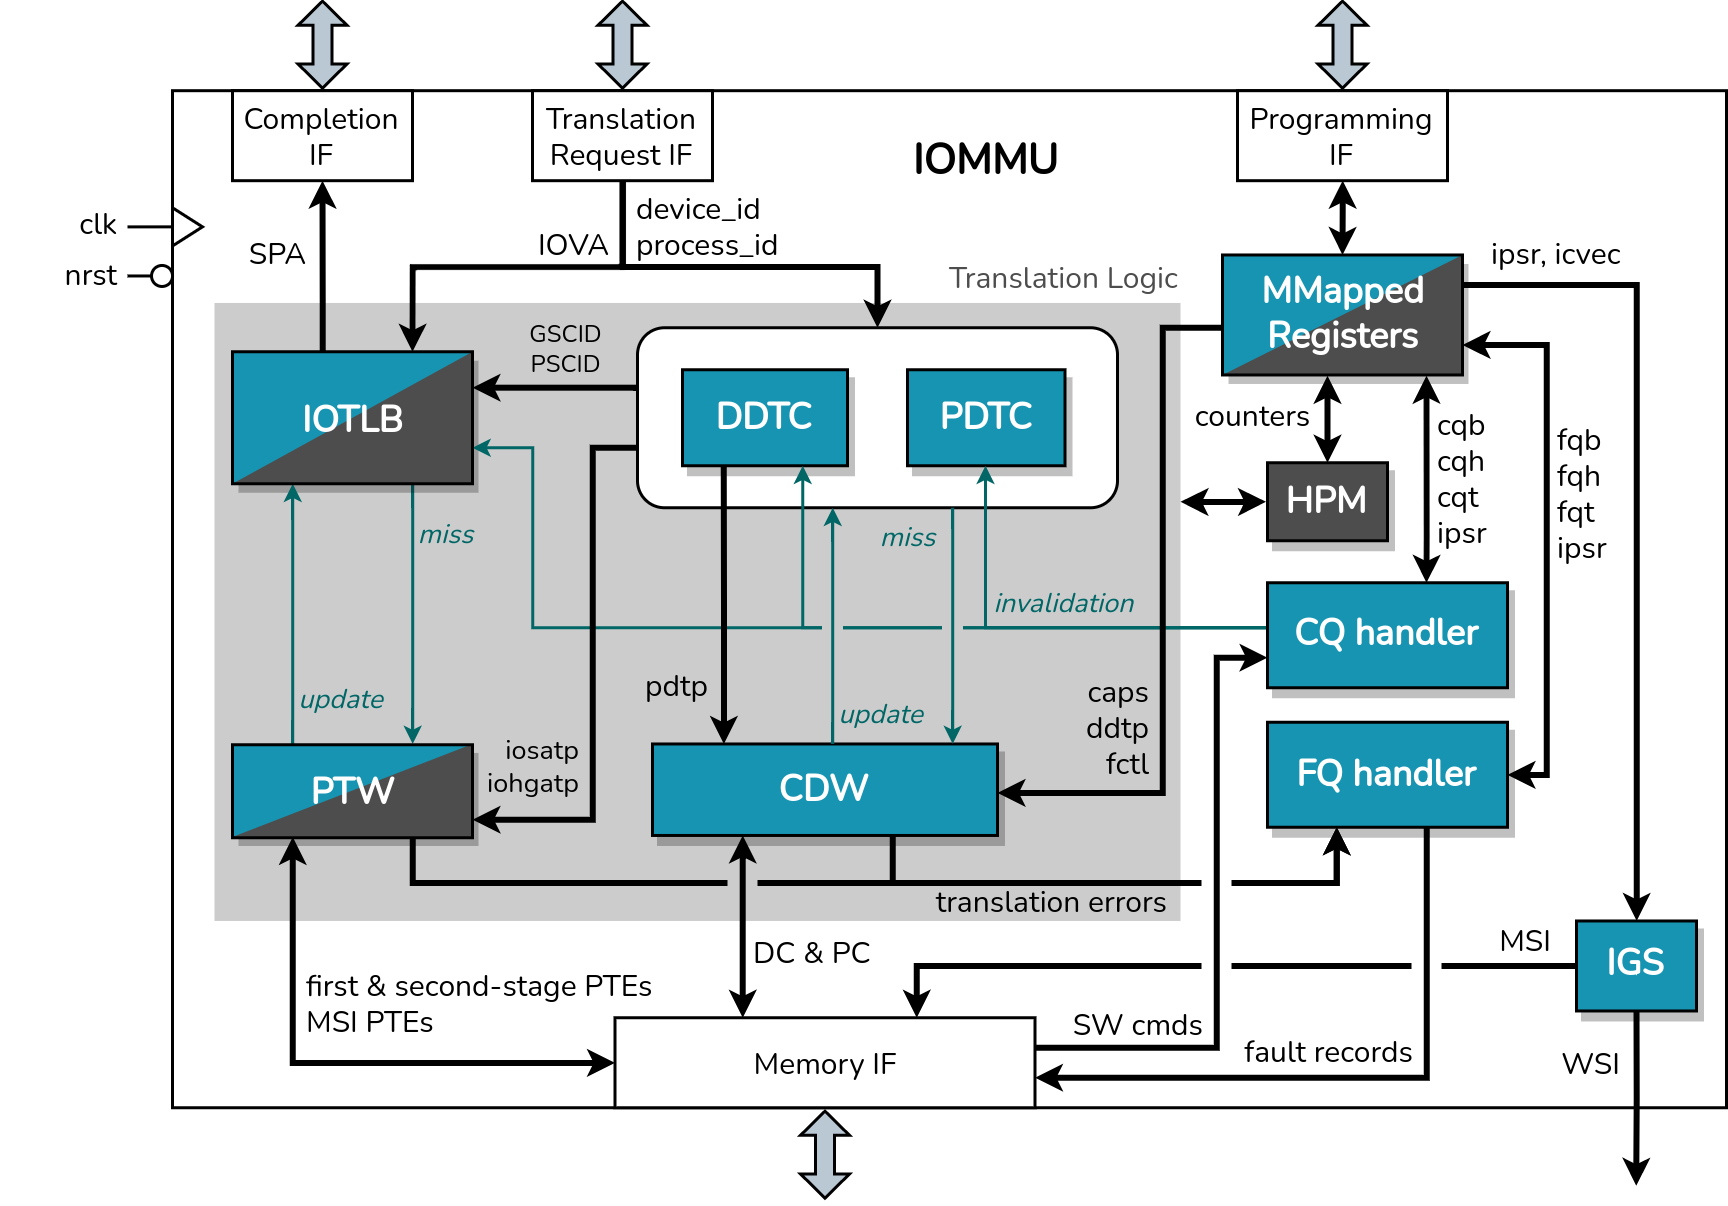 Completion
IF
Translation
Request IF
IOMMU
Programming
IF
clk
nrst
SPA
IOVA
device_id
process_id
Translation Logic
MMapped
Registers
ipsr, icvec
GSCID
PSCID
IOTLB
DDTC
PDTC
counters
HPM
cqb
cqh
cqt
ipsr
fqb
fqh
fqt
ipsr
miss
miss
invalidation
CQ handler
update
pdtp
update
caps
ddtp
fctl
iosatp
iohgatp
PTW
CDW
FQ handler
translation errors
DC & PC
MSI
IGS
first & second-stage PTEs
MSI PTEs
SW cmds
fault records
Memory IF
WSI